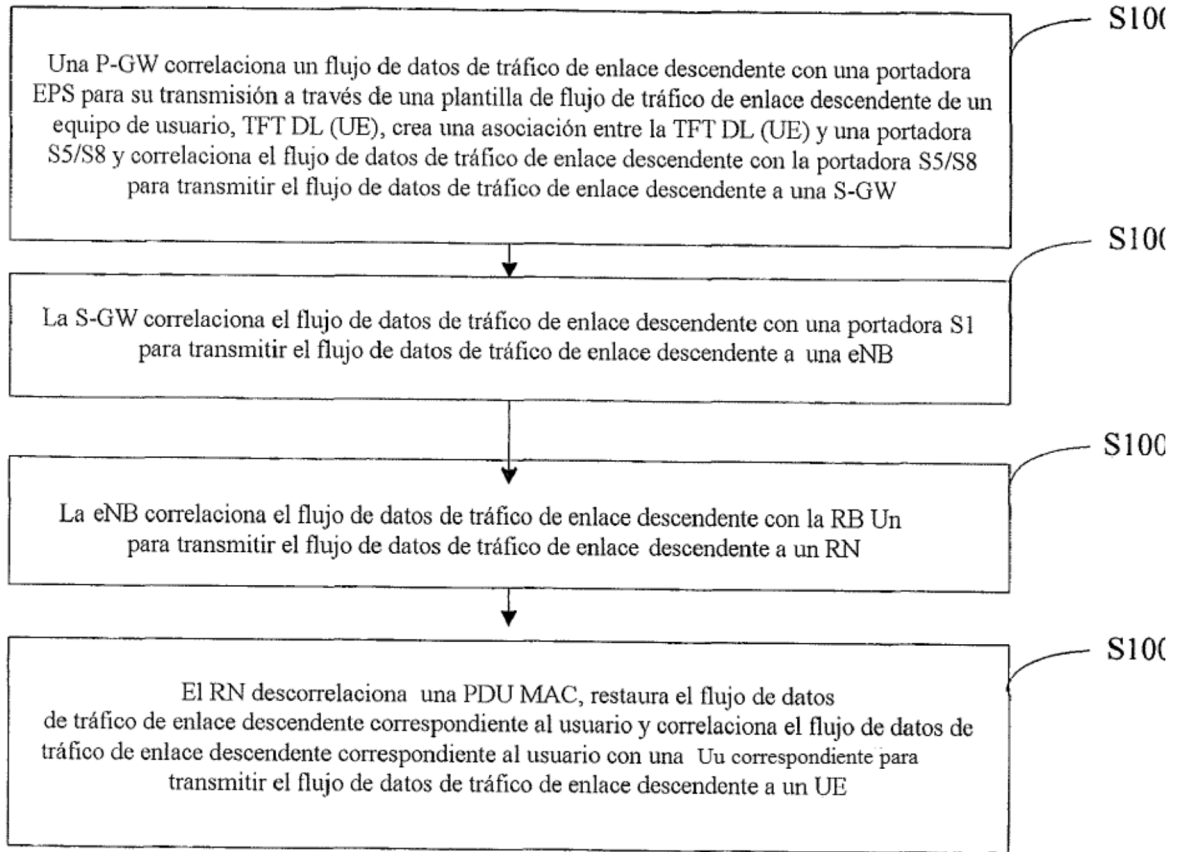 S100
Una P-GW correlaciona un flujo de datos de tráfico de enlace descendente con una portadora
EPS para su transmisión a través de una plantilla de flujo de tráfico de enlace descendente de un
equipo de usuario, TFT DL (UE), crea una asociación entre la TFT DL (UE) y una portadora
S5/S8 y correlaciona el flujo de datos de tráfico de enlace descendente con la portadora S5/S8
para transmitir el flujo de datos de tráfico de enlace descendente a una S-GW
S100
La S-GW correlaciona el flujo de datos de tráfico de enlace descendente con una portadora S1
para transmitir el flujo de datos de tráfico de enlace descendente a una eNB
S100
La eNB correlaciona el flujo de datos de tráfico de enlace descendente con la RB Un
para transmitir el flujo de datos de tráfico de enlace descendente a un RN
S100
El RN descorrelaciona una PDU MAC, restaura el flujo de datos
de tráfico de enlace descendente correspondiente al usuario y correlaciona el flujo de datos de
tráfico de enlace descendente correspondiente al usuario con una Uu correspondiente para
transmitir el flujo de datos de tráfico de enlace descendente a un UE